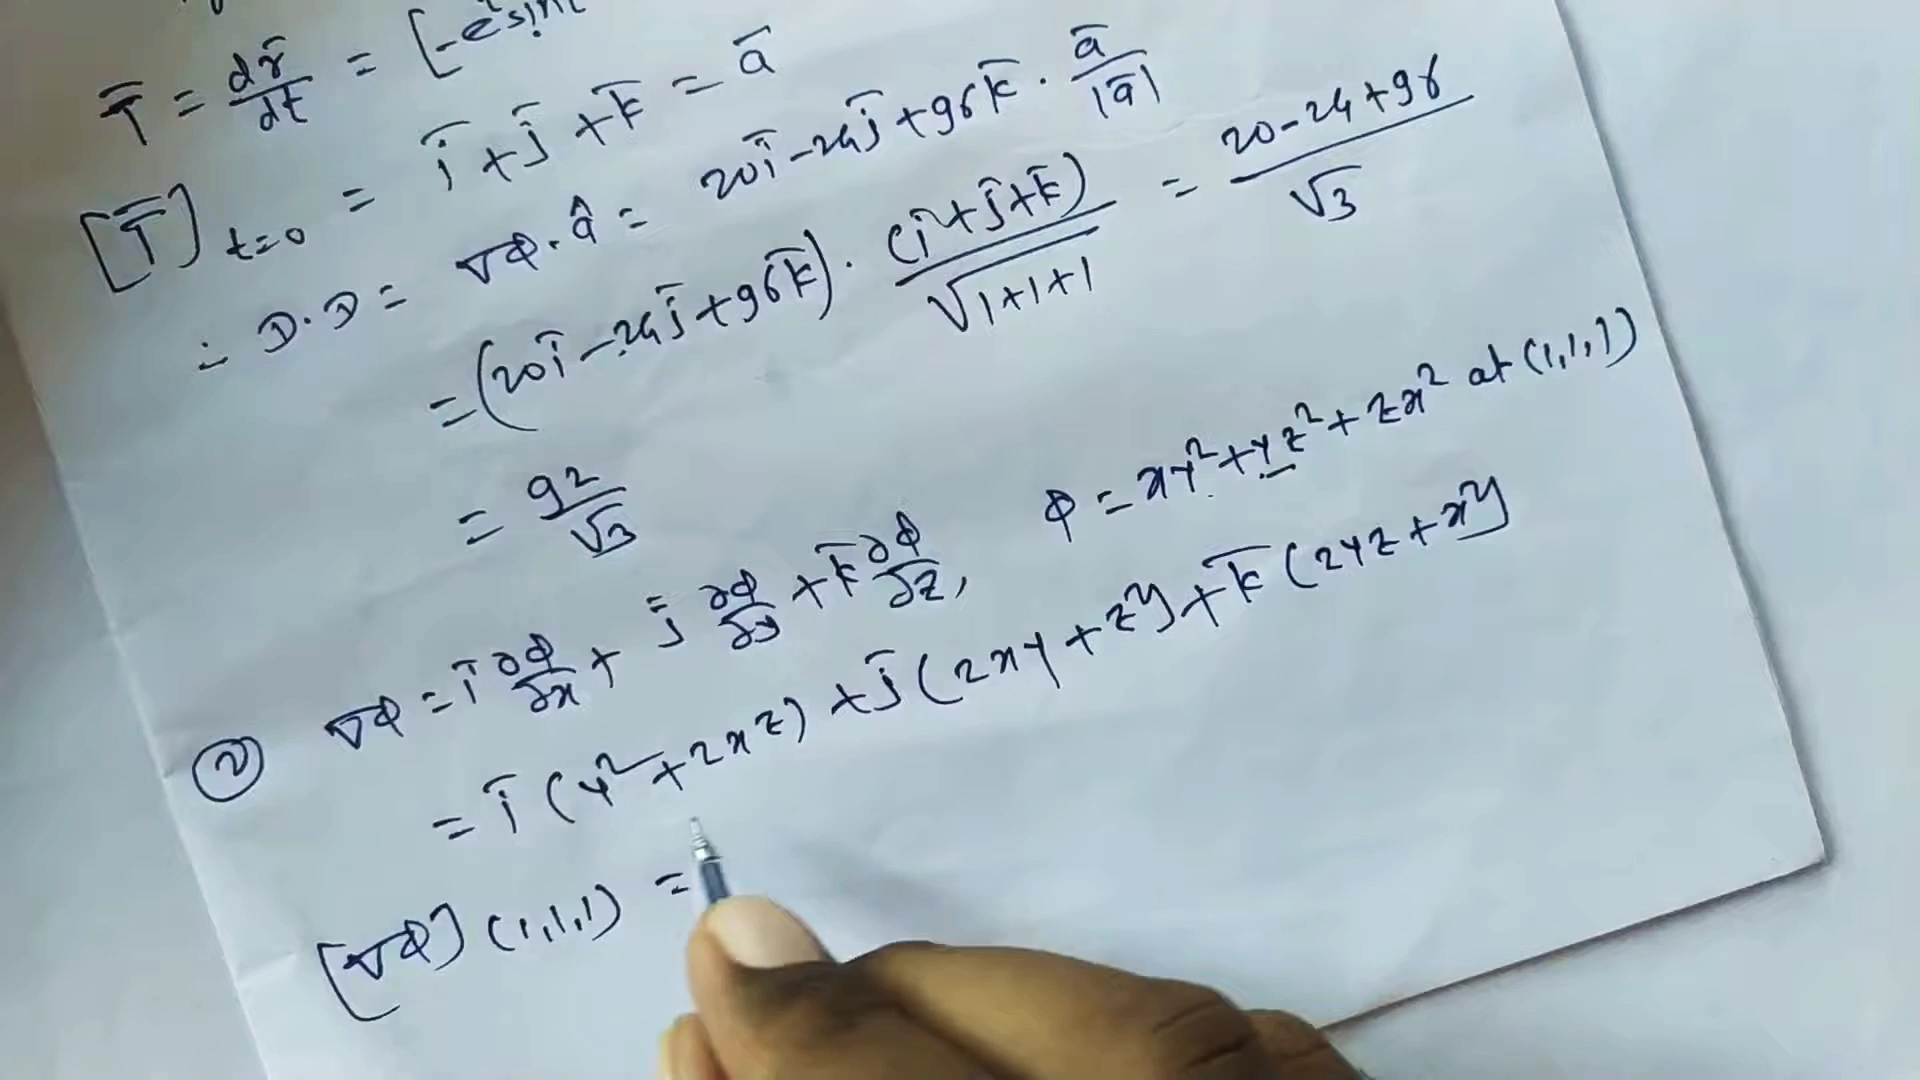 T̄ = dr̄/dt = [-e^t sint
[T̄] t=0 = ī + j̄ + k̄ = ā
∴ D.D = ∇Φ . â = 20ī - 24j̄ + 96k̄ . ā/|ā|
= (20ī - 24j̄ + 96k̄) . (ī + j̄ + k̄)/√1+1+1 = 20 - 24 + 96/√3
= 92/√3
② ∇Φ = ī ∂Φ/∂x + j̄ ∂Φ/∂y + k̄ ∂Φ/∂z, Φ = xy² + yz² + zx² at (1,1,1)
= ī (y² + 2xz) + j̄ (2xy + z²) + k̄ (2yz + x²)
[∇Φ] (1,1,1) =